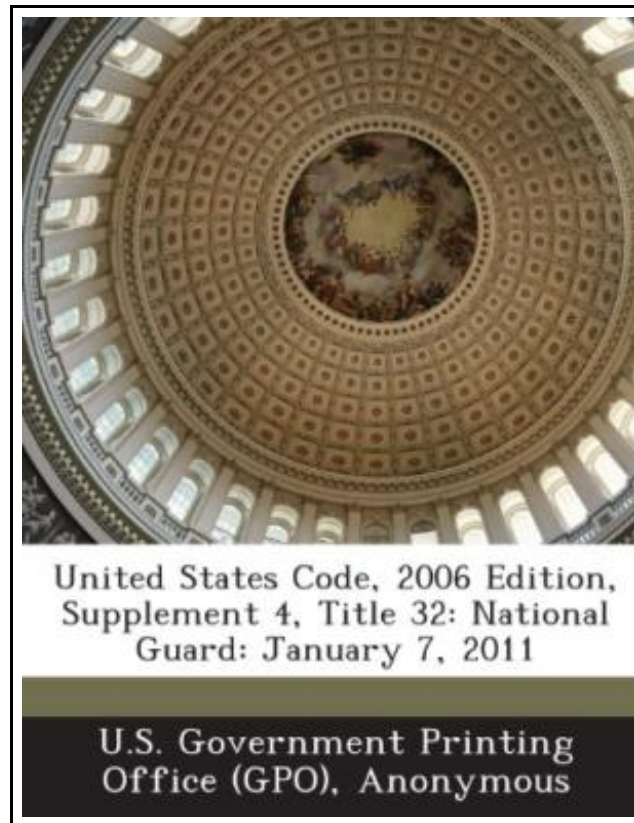 United States Code, 2006 Edition,
Supplement 4, Title 32: National
Guard: January 7, 2011
U.S. Government Printing
Office (GPO), Anonymous